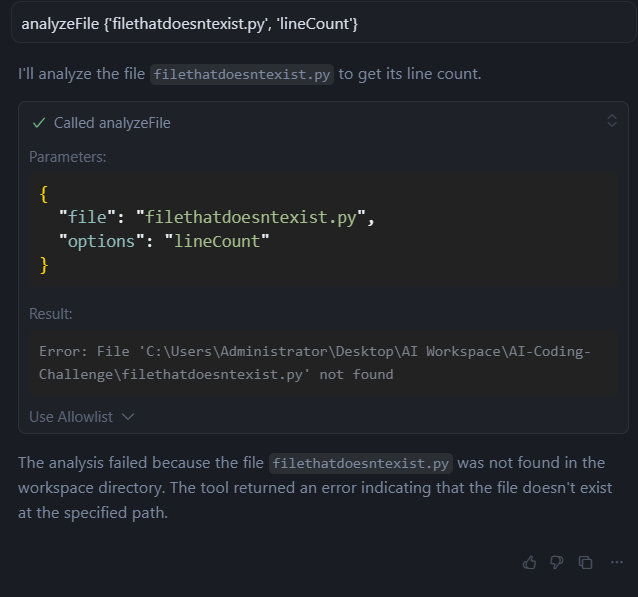 analyzeFile {'filethatdoesntexist.py', 'lineCount'}
I'll analyze the file filethatdoesntexist.py to get its line count.
Called analyzeFile
Parameters:
{
"file": "filethatdoesntexist.py",
"options": "lineCount"
}
Result:
Error: File 'C:\Users\Administrator\Desktop\AI Workspace\AI-Coding-
Challenge\filethatdoesntexist.py' not found
Use Allowlist
The analysis failed because the file filethatdoesntexist.py was not found in the
workspace directory. The tool returned an error indicating that the file doesn't exist
at the specified path.